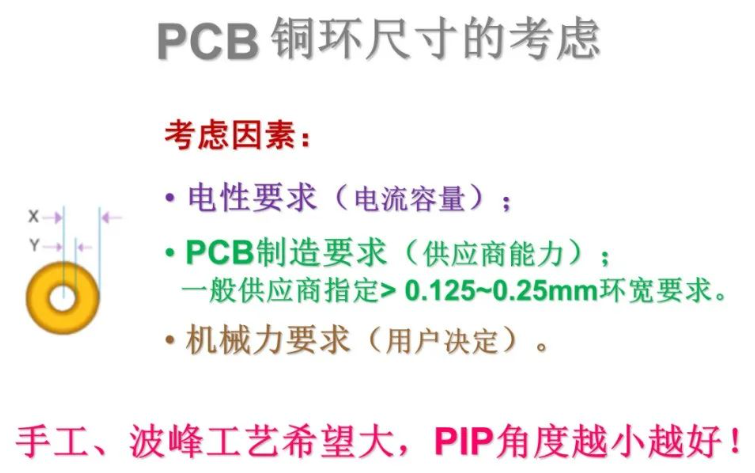 PCB 铜环尺寸的考虑
考虑因素：
• 电性要求（电流容量）；
X
Y
• PCB制造要求（供应商能力）；
一般供应商指定> 0.125~0.25mm环宽要求。
• 机械力要求（用户决定）。
手工、波峰工艺希望大，PIP角度越小越好！